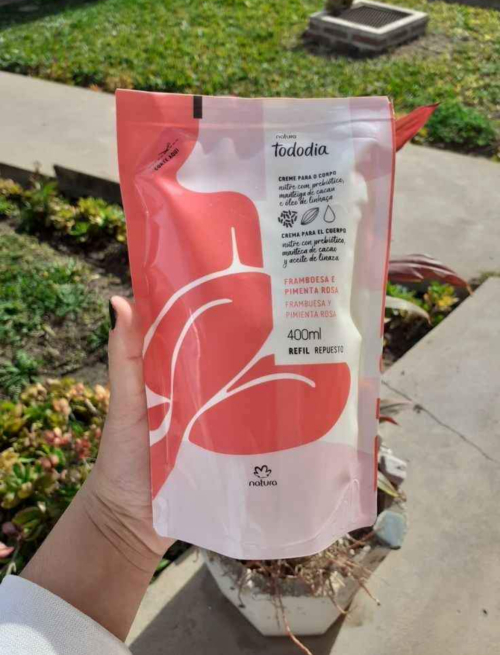 natura
tododia
CREME PARA O CORPO
nutre com prebiótico,
manteiga de cacau
e óleo de linhaça
CREMA PARA EL CUERPO
nutre con prebiótico,
manteca de cacao
y aceite de linaza
FRAMBOESA E
PIMENTA ROSA
FRAMBUESA Y
PIMIENTA ROSA
400ml
REFIL REPUESTO
natura